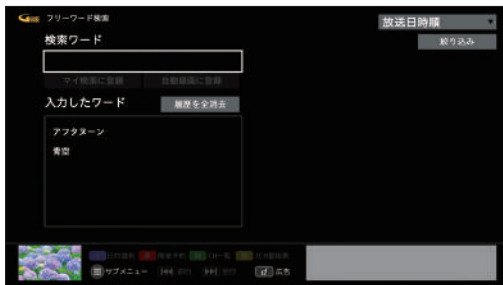 フリーワード検索
放送日時順
検索ワード
絞り込み
マイ検索に登録 自動録画に登録
入力したワード 履歴を全消去
アフタヌーン
青空
サブメニュー
d 広告